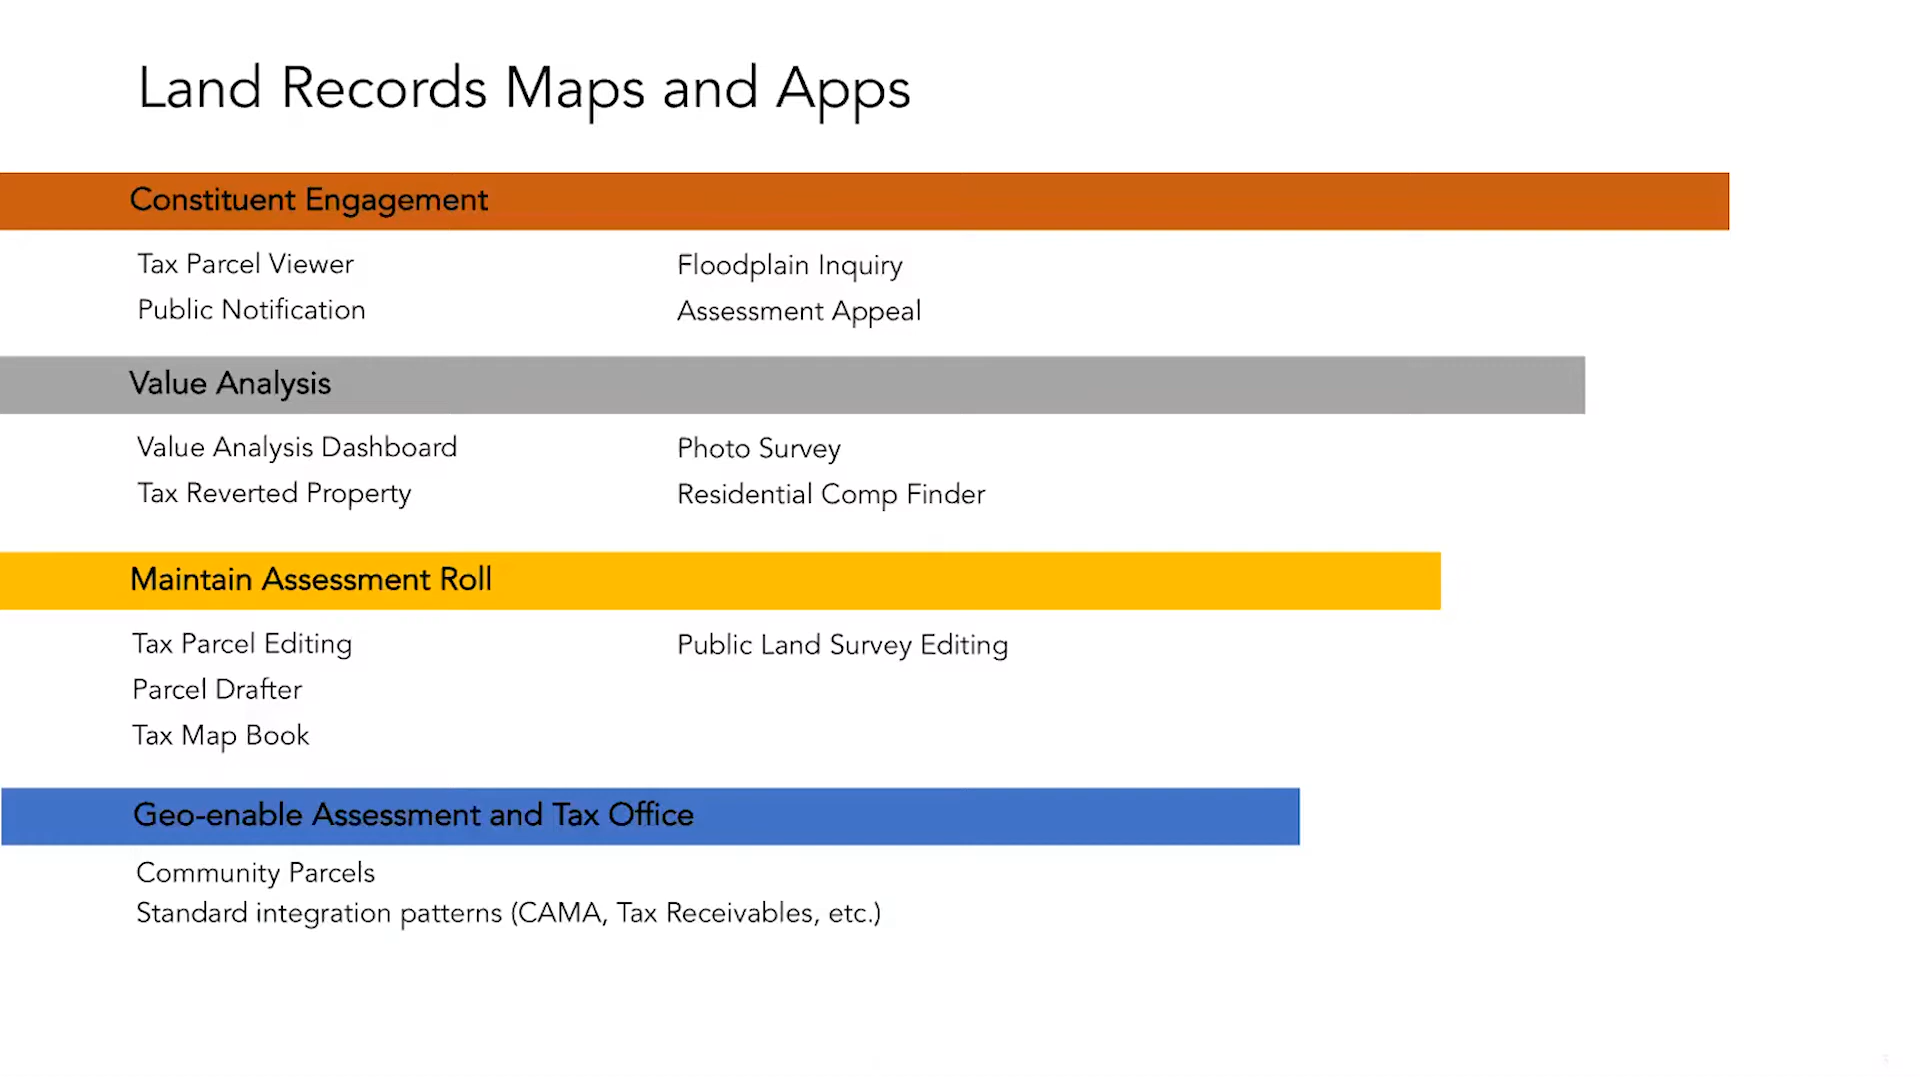 Land Records Maps and Apps
Constituent Engagement
Tax Parcel Viewer
Public Notification
Floodplain Inquiry
Assessment Appeal
Value Analysis
Value Analysis Dashboard
Tax Reverted Property
Photo Survey
Residential Comp Finder
Maintain Assessment Roll
Tax Parcel Editing
Parcel Drafter
Tax Map Book
Public Land Survey Editing
Geo-enable Assessment and Tax Office
Community Parcels
Standard integration patterns (CAMA, Tax Receivables, etc.)